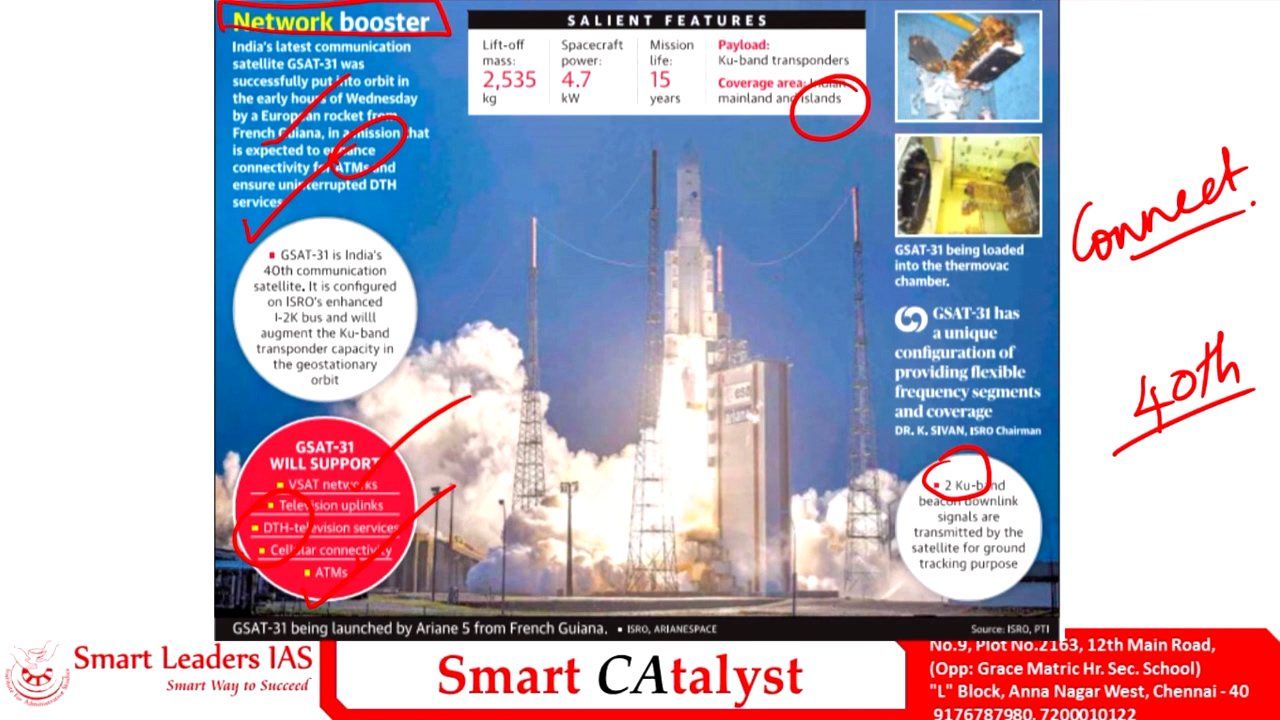 Network booster
India's latest communication
satellite GSAT-31 was
successfully put into orbit in
the early hours of Wednesday
by a European rocket from
French Guiana, in a mission that
is expected to enhance
connectivity for ATMs and
ensure uninterrupted DTH
services
GSAT-31 is India's
40th communication
satellite. It is configured
on ISRO's enhanced
I-2K bus and willl
augment the Ku-band
transponder capacity in
the geostationary
orbit
GSAT-31
WILL SUPPORT
VSAT networks
Television uplinks
DTH-television services
Cellular connectivity
ATMs
SALIENT FEATURES
Lift-off
mass:
2,535
kg
Spacecraft
power:
4.7
kW
Mission
life:
15
years
Payload:
Ku-band transponders
Coverage area: Indian
mainland and islands
GSAT-31 being loaded
into the thermovac
chamber.
GSAT-31 has
a unique
configuration of
providing flexible
frequency segments
and coverage
DR. K. SIVAN, ISRO Chairman
2 Ku-band
beacon downlink
signals are
transmitted by the
satellite for ground
tracking purpose
Connect.
40th
GSAT-31 being launched by Ariane 5 from French Guiana. ▪ ISRO, ARIANESPACE
Source: ISRO, PTI
Smart Leaders IAS
Smart Way to Succeed
Smart CAtalyst
No.9, Plot No.2163, 12th Main Road,
(Opp: Grace Matric Hr. Sec. School)
"L" Block, Anna Nagar West, Chennai - 40
9176787980, 7200010122